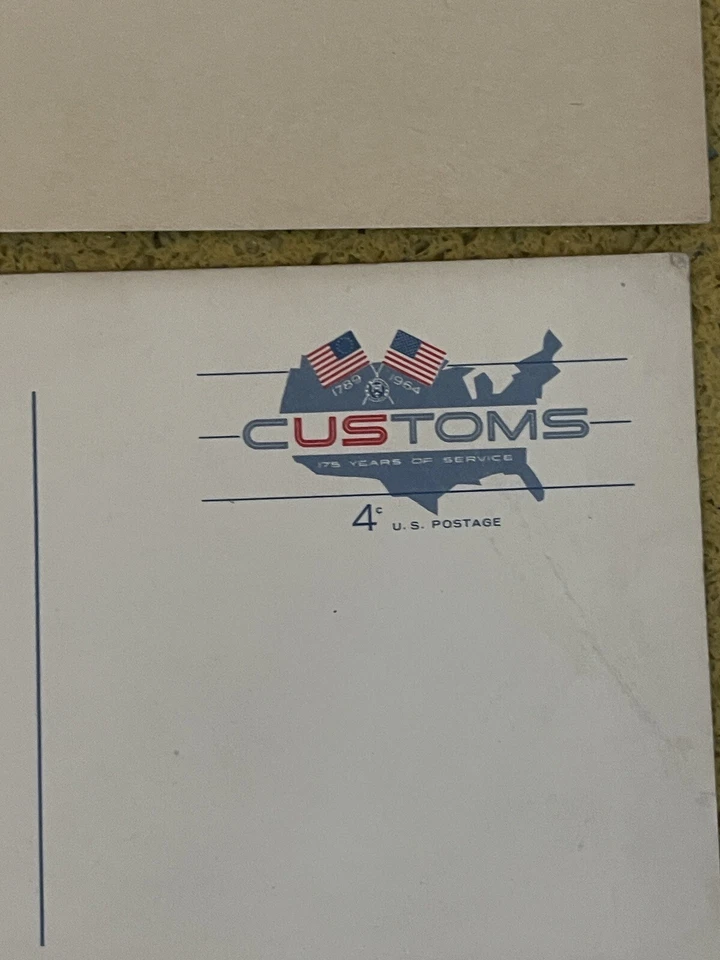 1789 1964
CUSTOMS
175 YEARS OF SERVICE
4c U.S. POSTAGE